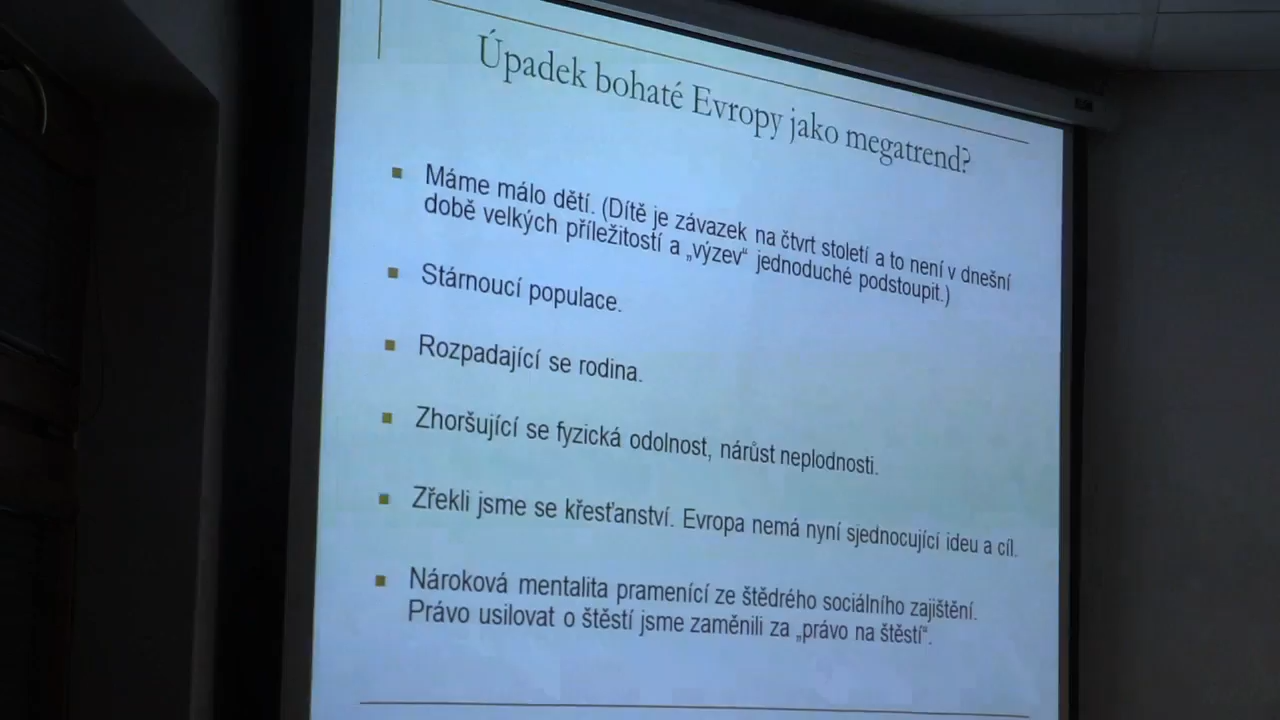 Úpadek bohaté Evropy jako megatrend?
Máme málo dětí. (Dítě je závazek na čtvrt století a to není v dnešní
době velkých příležitostí a „výzev“ jednoduché podstoupit.)
Stárnoucí populace.
Rozpadající se rodina.
Zhoršující se fyzická odolnost, nárůst neplodnosti.
Zřekli jsme se křesťanství. Evropa nemá nyní sjednocující ideu a cíl.
Nároková mentalita pramenící ze štědrého sociálního zajištění.
Právo usilovat o štěstí jsme zaměnili za „právo na štěstí“.